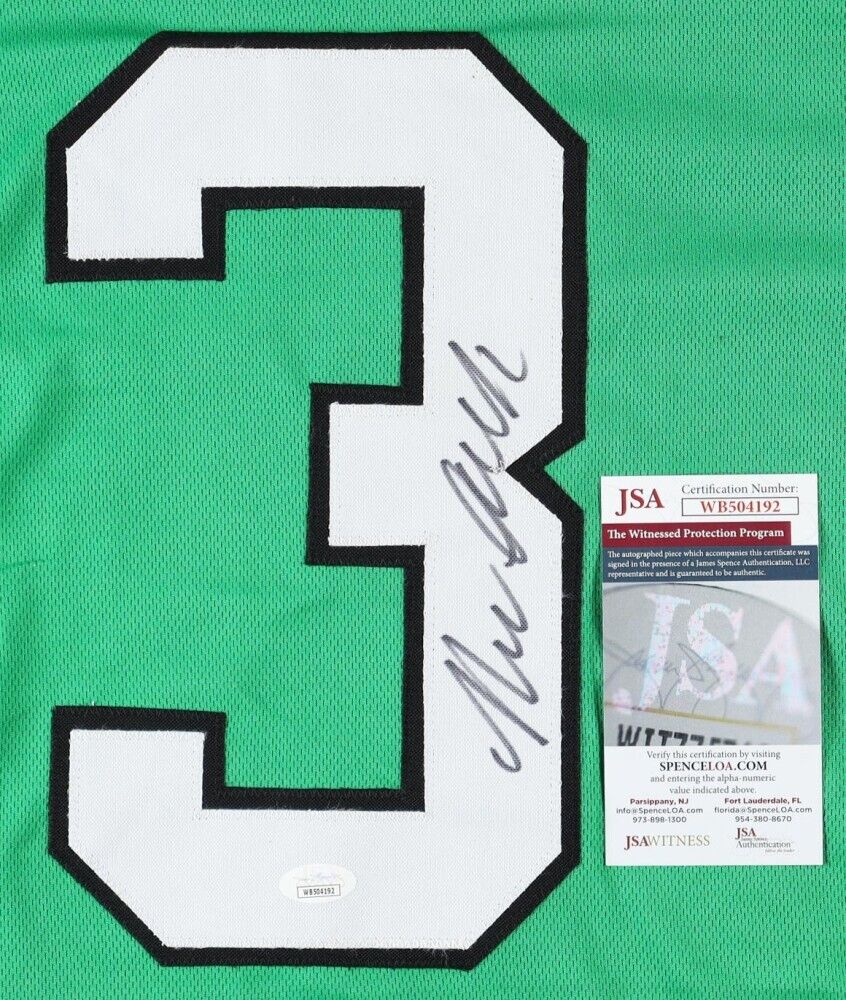 3
JSA
Certification Number:
WB504192
The Witnessed Protection Program
The autographed piece which accompanies this certificate was
signed in the presence of a James Spence Authentication, LLC
representative and is guaranteed to be authentic.
JSA
Verify this certification by visiting
SPENCELOA.COM
and entering the alpha-numeric
value indicated above.
Parsippany, NJ
info@SpenceLOA.com
973-898-1300
Fort Lauderdale, FL
florida@SpenceLOA.com
954-380-8670
JSAWITNESS
JSA
Authentication
WB504192